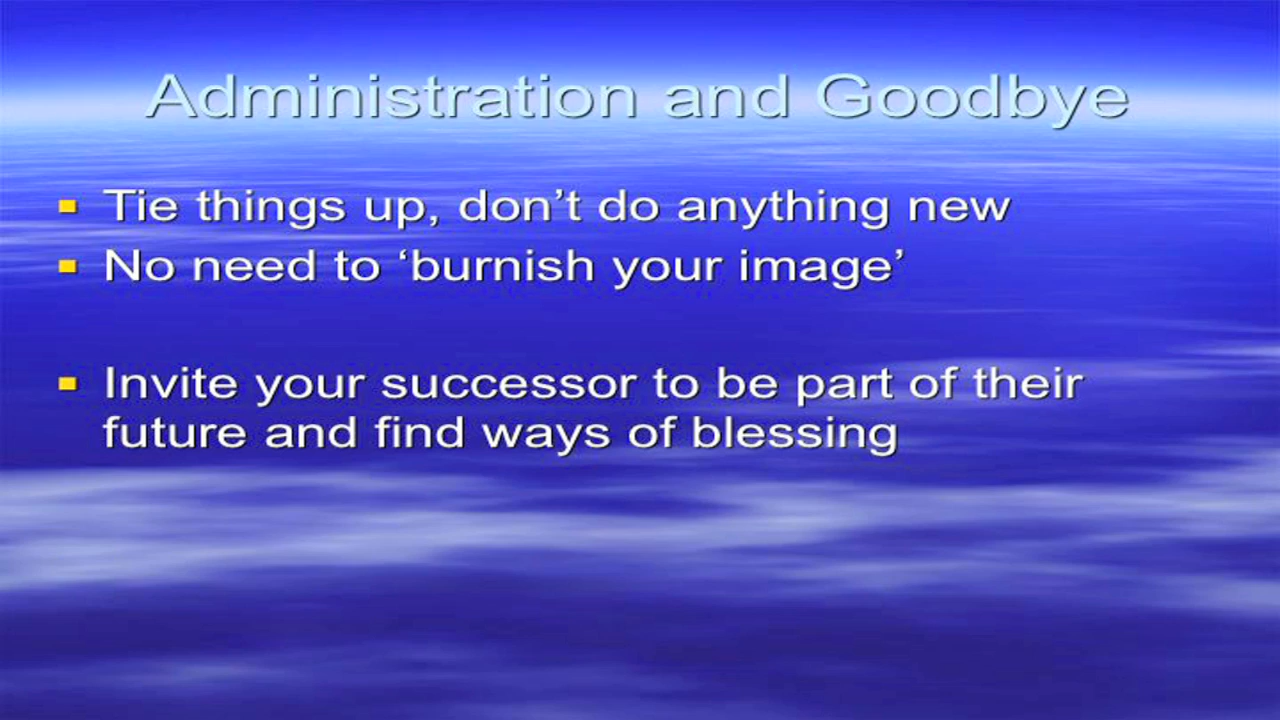 Administration and Goodbye
Tie things up, don’t do anything new
No need to ‘burnish your image’
Invite your successor to be part of their
future and find ways of blessing